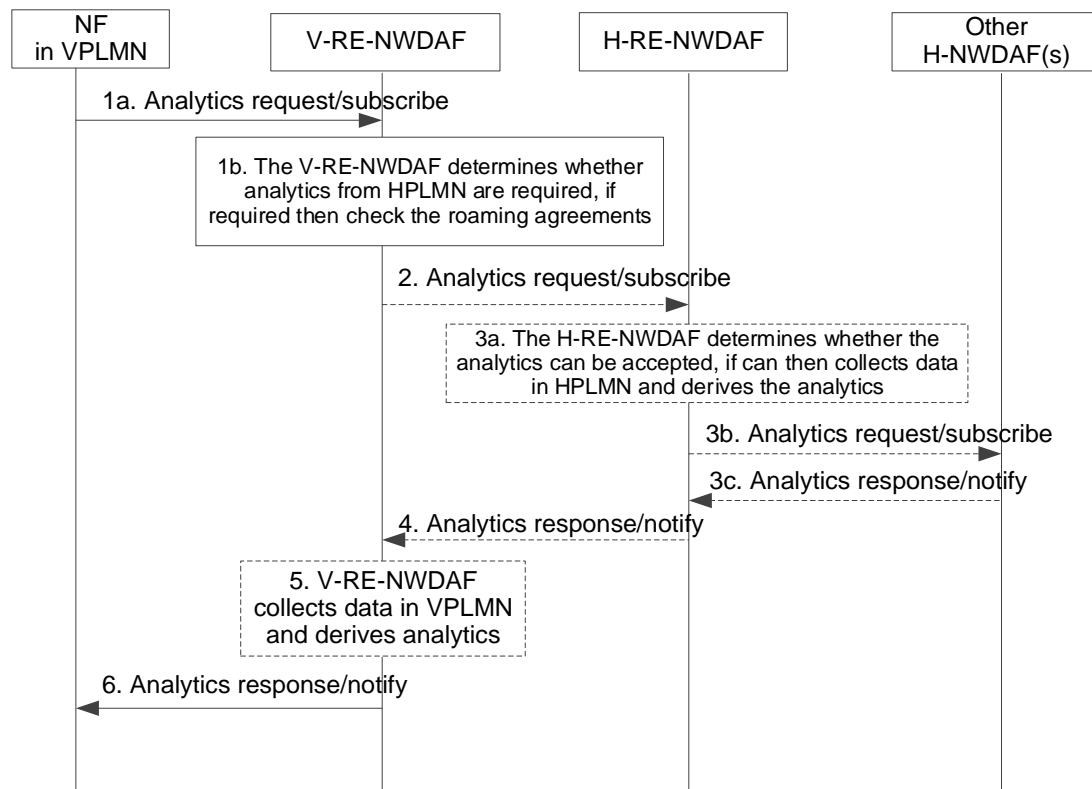 NF
in VPLMN
V-RE-NWDAF
H-RE-NWDAF
Other
H-NWDAF(s)
1a. Analytics request/subscribe
1b. The V-RE-NWDAF determines whether
analytics from HPLMN are required, if
required then check the roaming agreements
2. Analytics request/subscribe
3a. The H-RE-NWDAF determines whether the
analytics can be accepted, if can then collects data
in HPLMN and derives the analytics
3b. Analytics request/subscribe
3c. Analytics response/notify
4. Analytics response/notify
5. V-RE-NWDAF
collects data in VPLMN
and derives analytics
6. Analytics response/notify